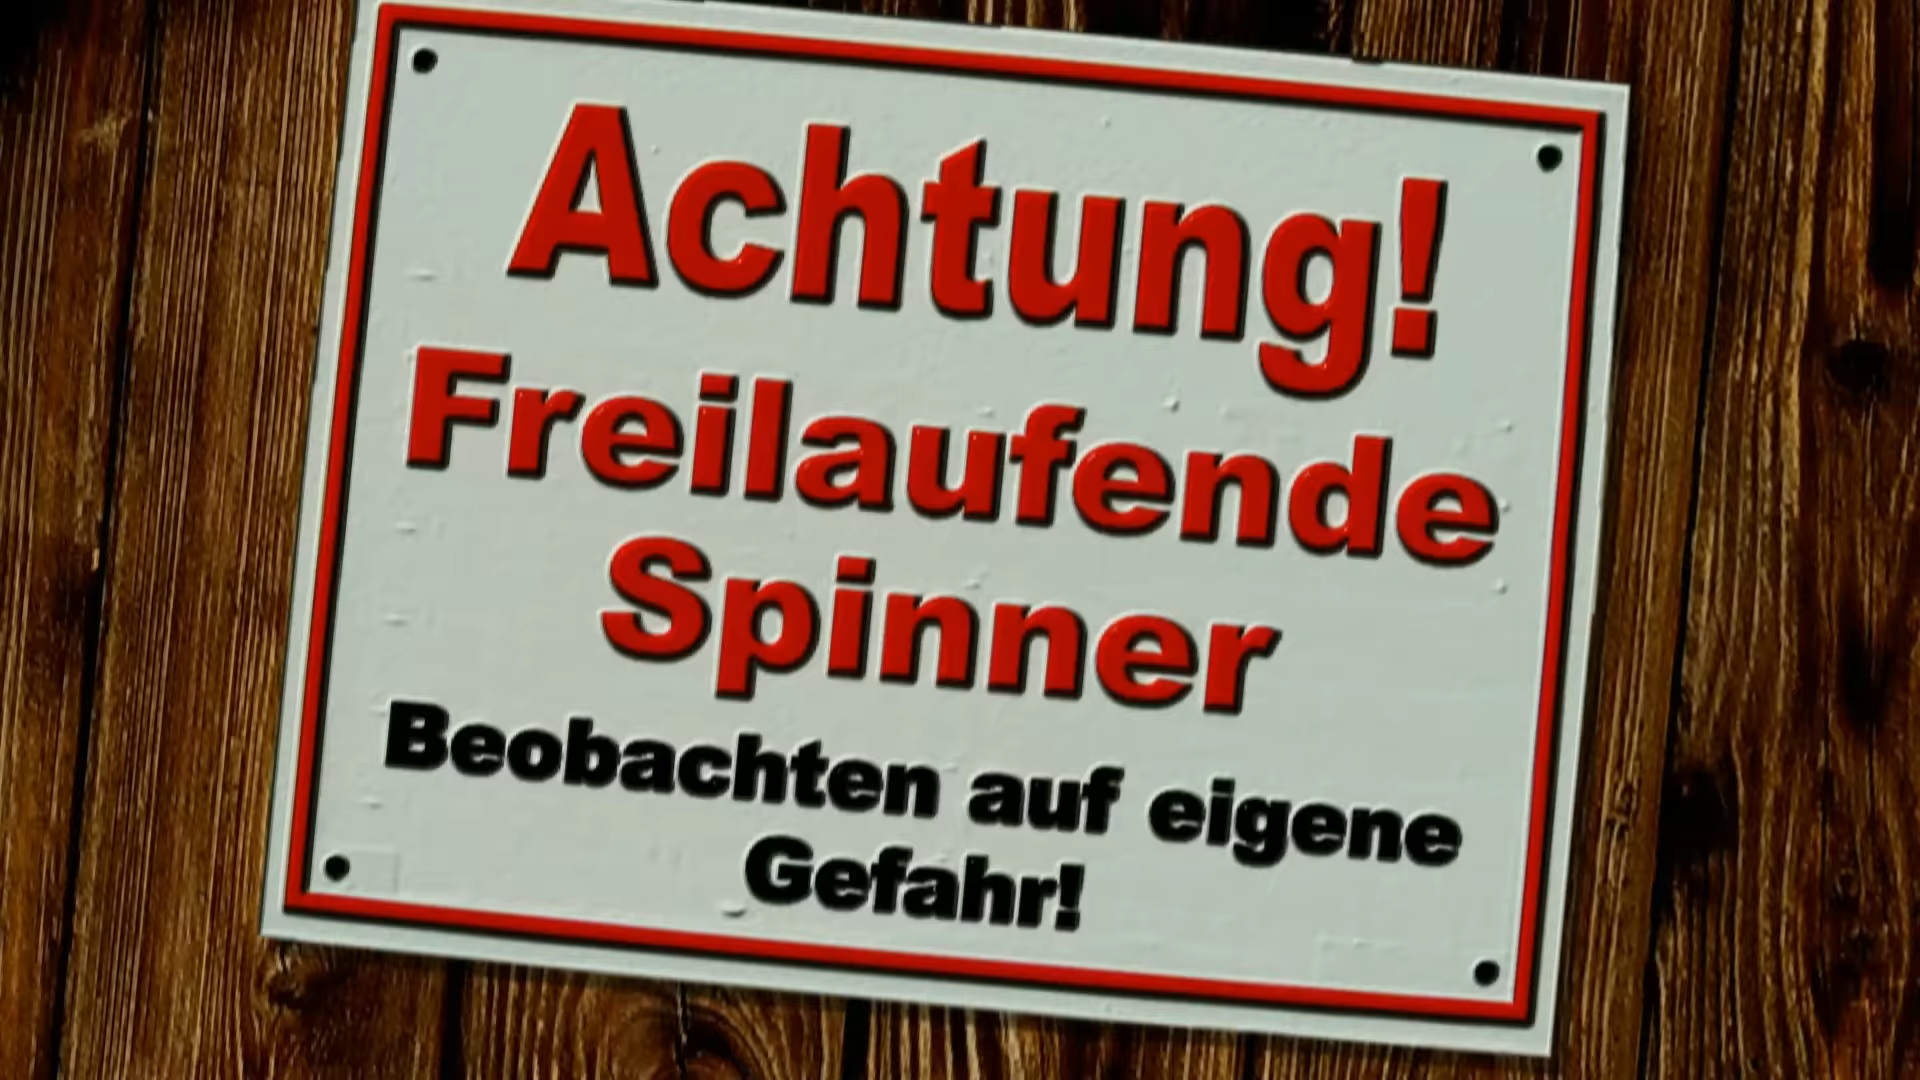 Achtung!
Freilaufende
Spinner
Beobachten auf eigene
Gefahr!